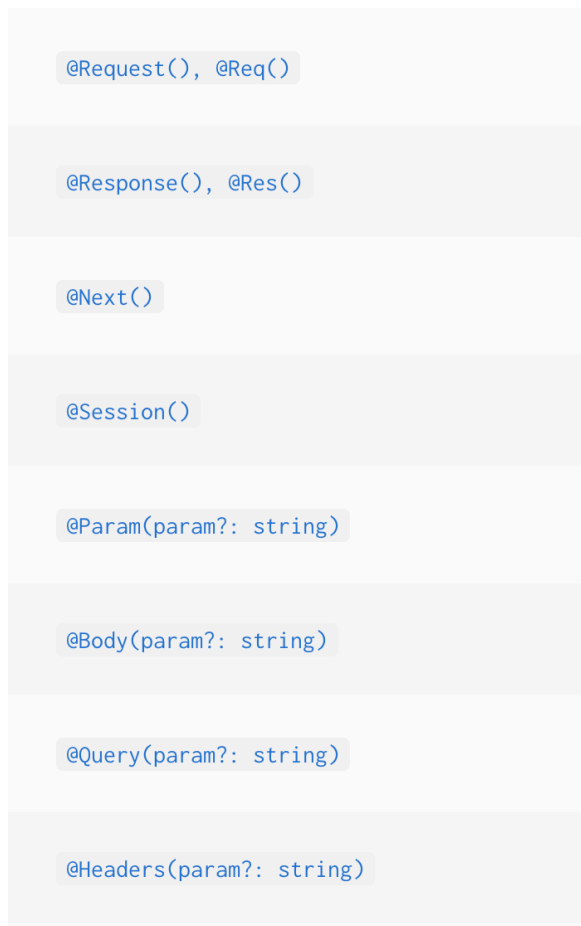 @Request(), @Req()
@Response(), @Res()
@Next()
@Session()
@Param(param?: string)
@Body(param?: string)
@Query(param?: string)
@Headers(param?: string)